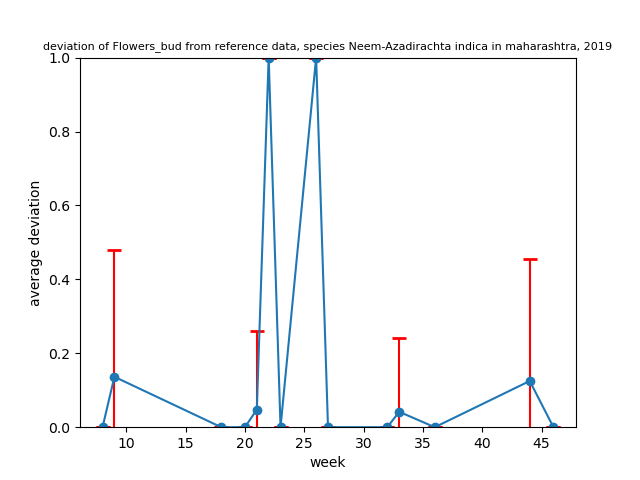 deviation of Flowers_bud from reference data, species Neem-Azadirachta indica in maharashtra, 2019
1.0
0.8
0.6
0.4
0.2
0.0
average deviation
10 15 20 25 30 35 40 45
week